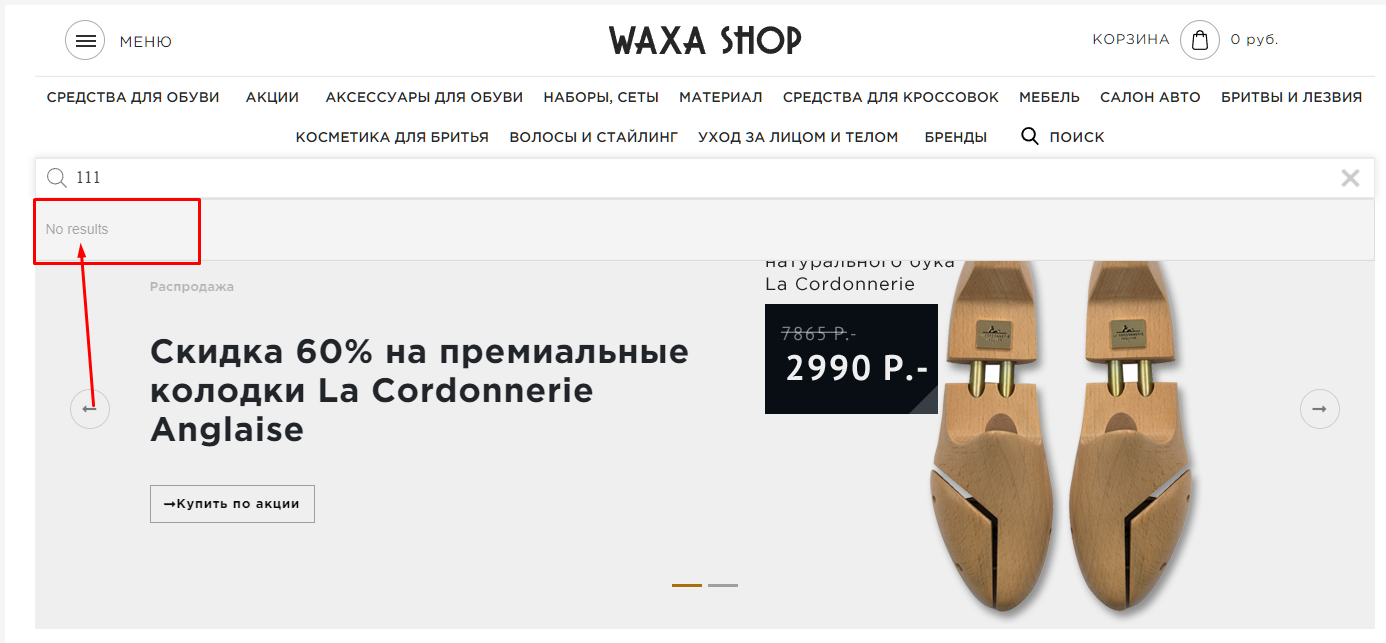 МЕНЮ
WAXA SHOP
КОРЗИНА
0 руб.
СРЕДСТВА ДЛЯ ОБУВИ АКЦИИ АКСЕССУАРЫ ДЛЯ ОБУВИ НАБОРЫ, СЕТЫ МАТЕРИАЛ СРЕДСТВА ДЛЯ КРОССОВОК МЕБЕЛЬ САЛОН АВТО БРИТВЫ И ЛЕЗВИЯ
КОСМЕТИКА ДЛЯ БРИТЬЯ ВОЛОСЫ И СТАЙЛИНГ УХОД ЗА ЛИЦОМ И ТЕЛОМ БРЕНДЫ ПОИСК
111
No results
Распродажа
Скидка 60% на премиальные
колодки La Cordonnerie
Anglaise
→Купить по акции
натурального бука
La Cordonnerie
7865 Р.-
2990 Р.-